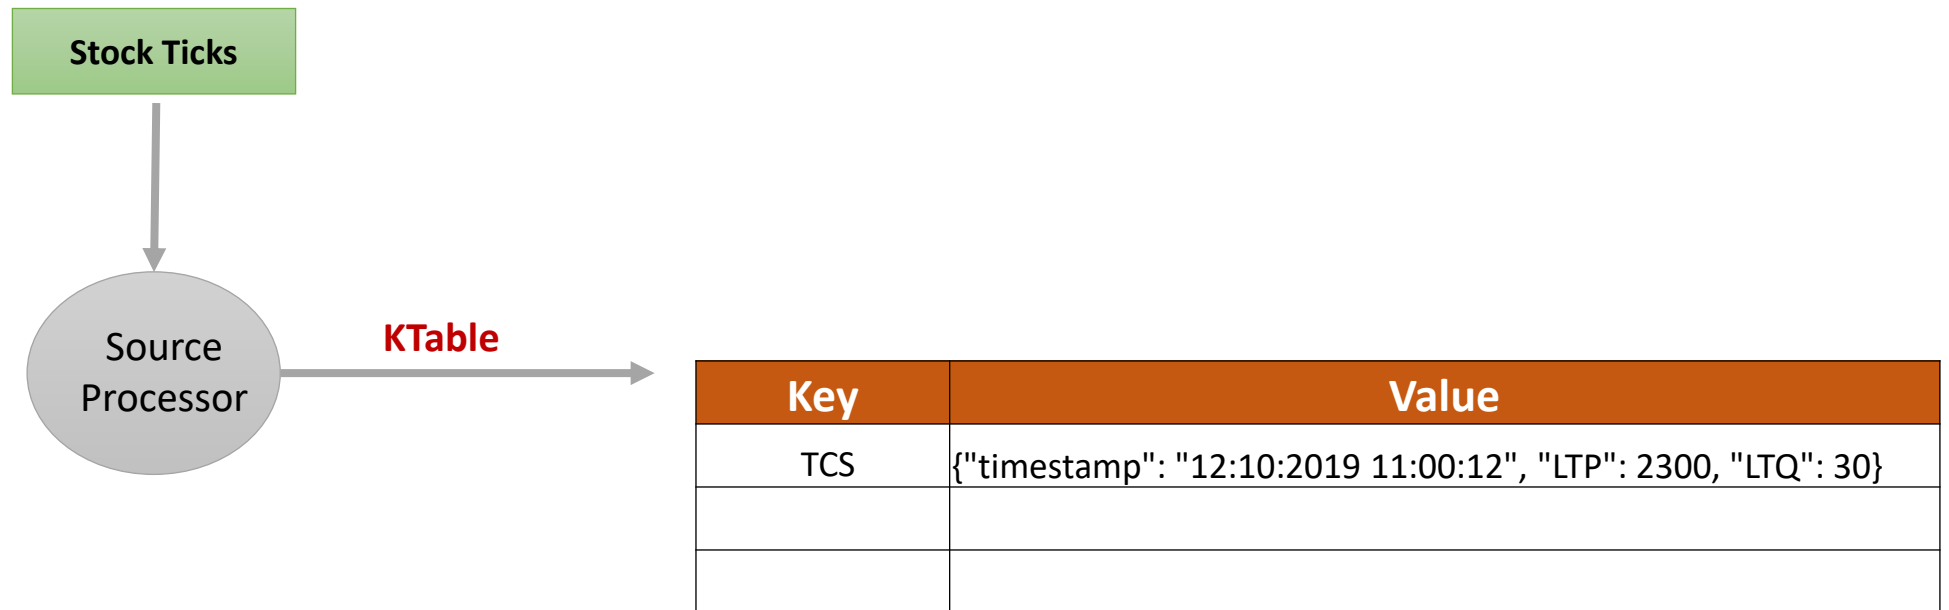 Stock Ticks
Source
Processor
KTable
Key Value
TCS {"timestamp": "12:10:2019 11:00:12", "LTP": 2300, "LTQ": 30}